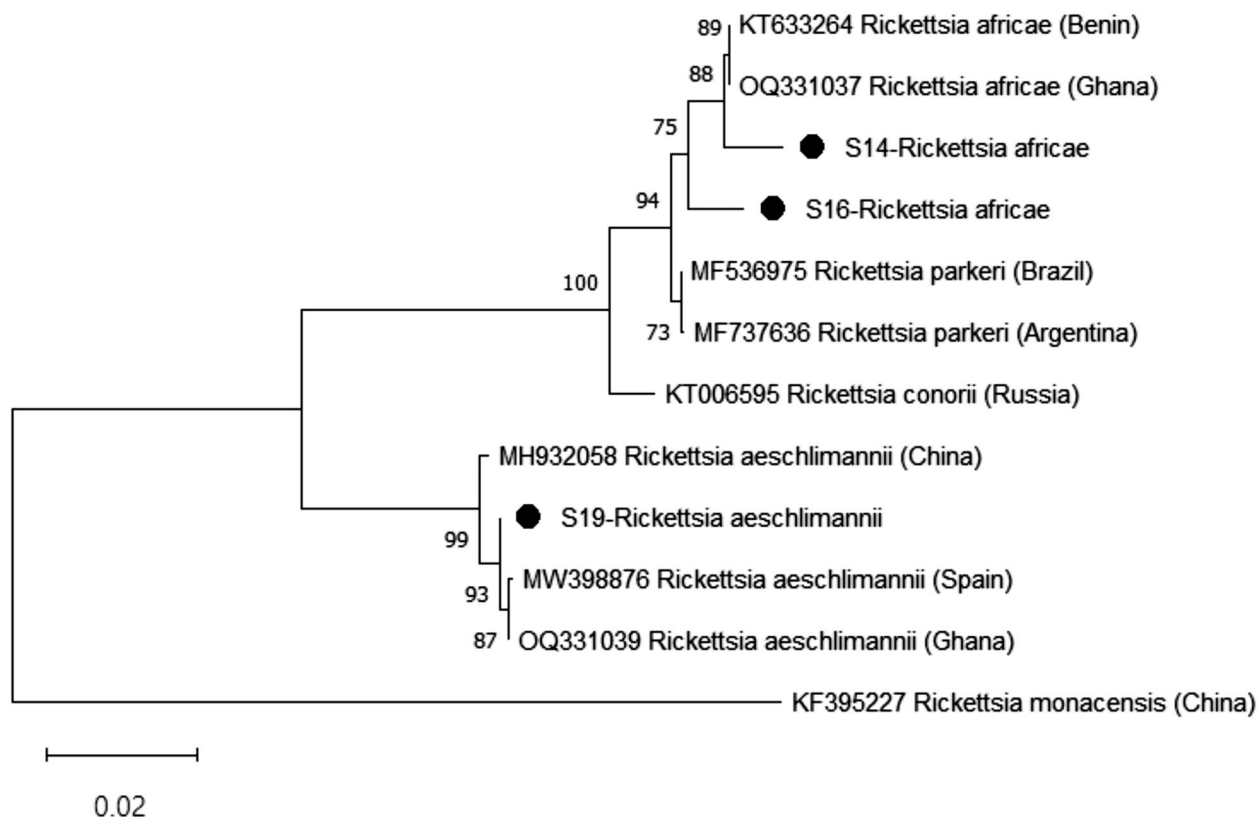 89
KT633264 Rickettsia africae (Benin)
88
OQ331037 Rickettsia africae (Ghana)
75
S14-Rickettsia africae
94
S16-Rickettsia africae
100
MF536975 Rickettsia parkeri (Brazil)
73
MF737636 Rickettsia parkeri (Argentina)
KT006595 Rickettsia conorii (Russia)
MH932058 Rickettsia aeschlimannii (China)
S19-Rickettsia aeschlimannii
99
MW398876 Rickettsia aeschlimannii (Spain)
93
87
OQ331039 Rickettsia aeschlimannii (Ghana)
KF395227 Rickettsia monacensis (China)
0.02